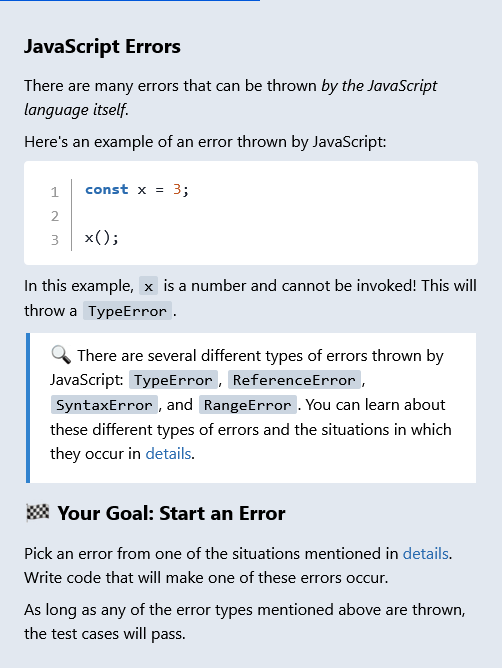 JavaScript Errors
There are many errors that can be thrown by the JavaScript
language itself.
Here's an example of an error thrown by JavaScript:
1 const x = 3;
2
3 x();
In this example, x is a number and cannot be invoked! This will
throw a TypeError.
🔍 There are several different types of errors thrown by
JavaScript: TypeError, ReferenceError,
SyntaxError, and RangeError. You can learn about
these different types of errors and the situations in which
they occur in details.
🏁 Your Goal: Start an Error
Pick an error from one of the situations mentioned in details.
Write code that will make one of these errors occur.
As long as any of the error types mentioned above are thrown,
the test cases will pass.